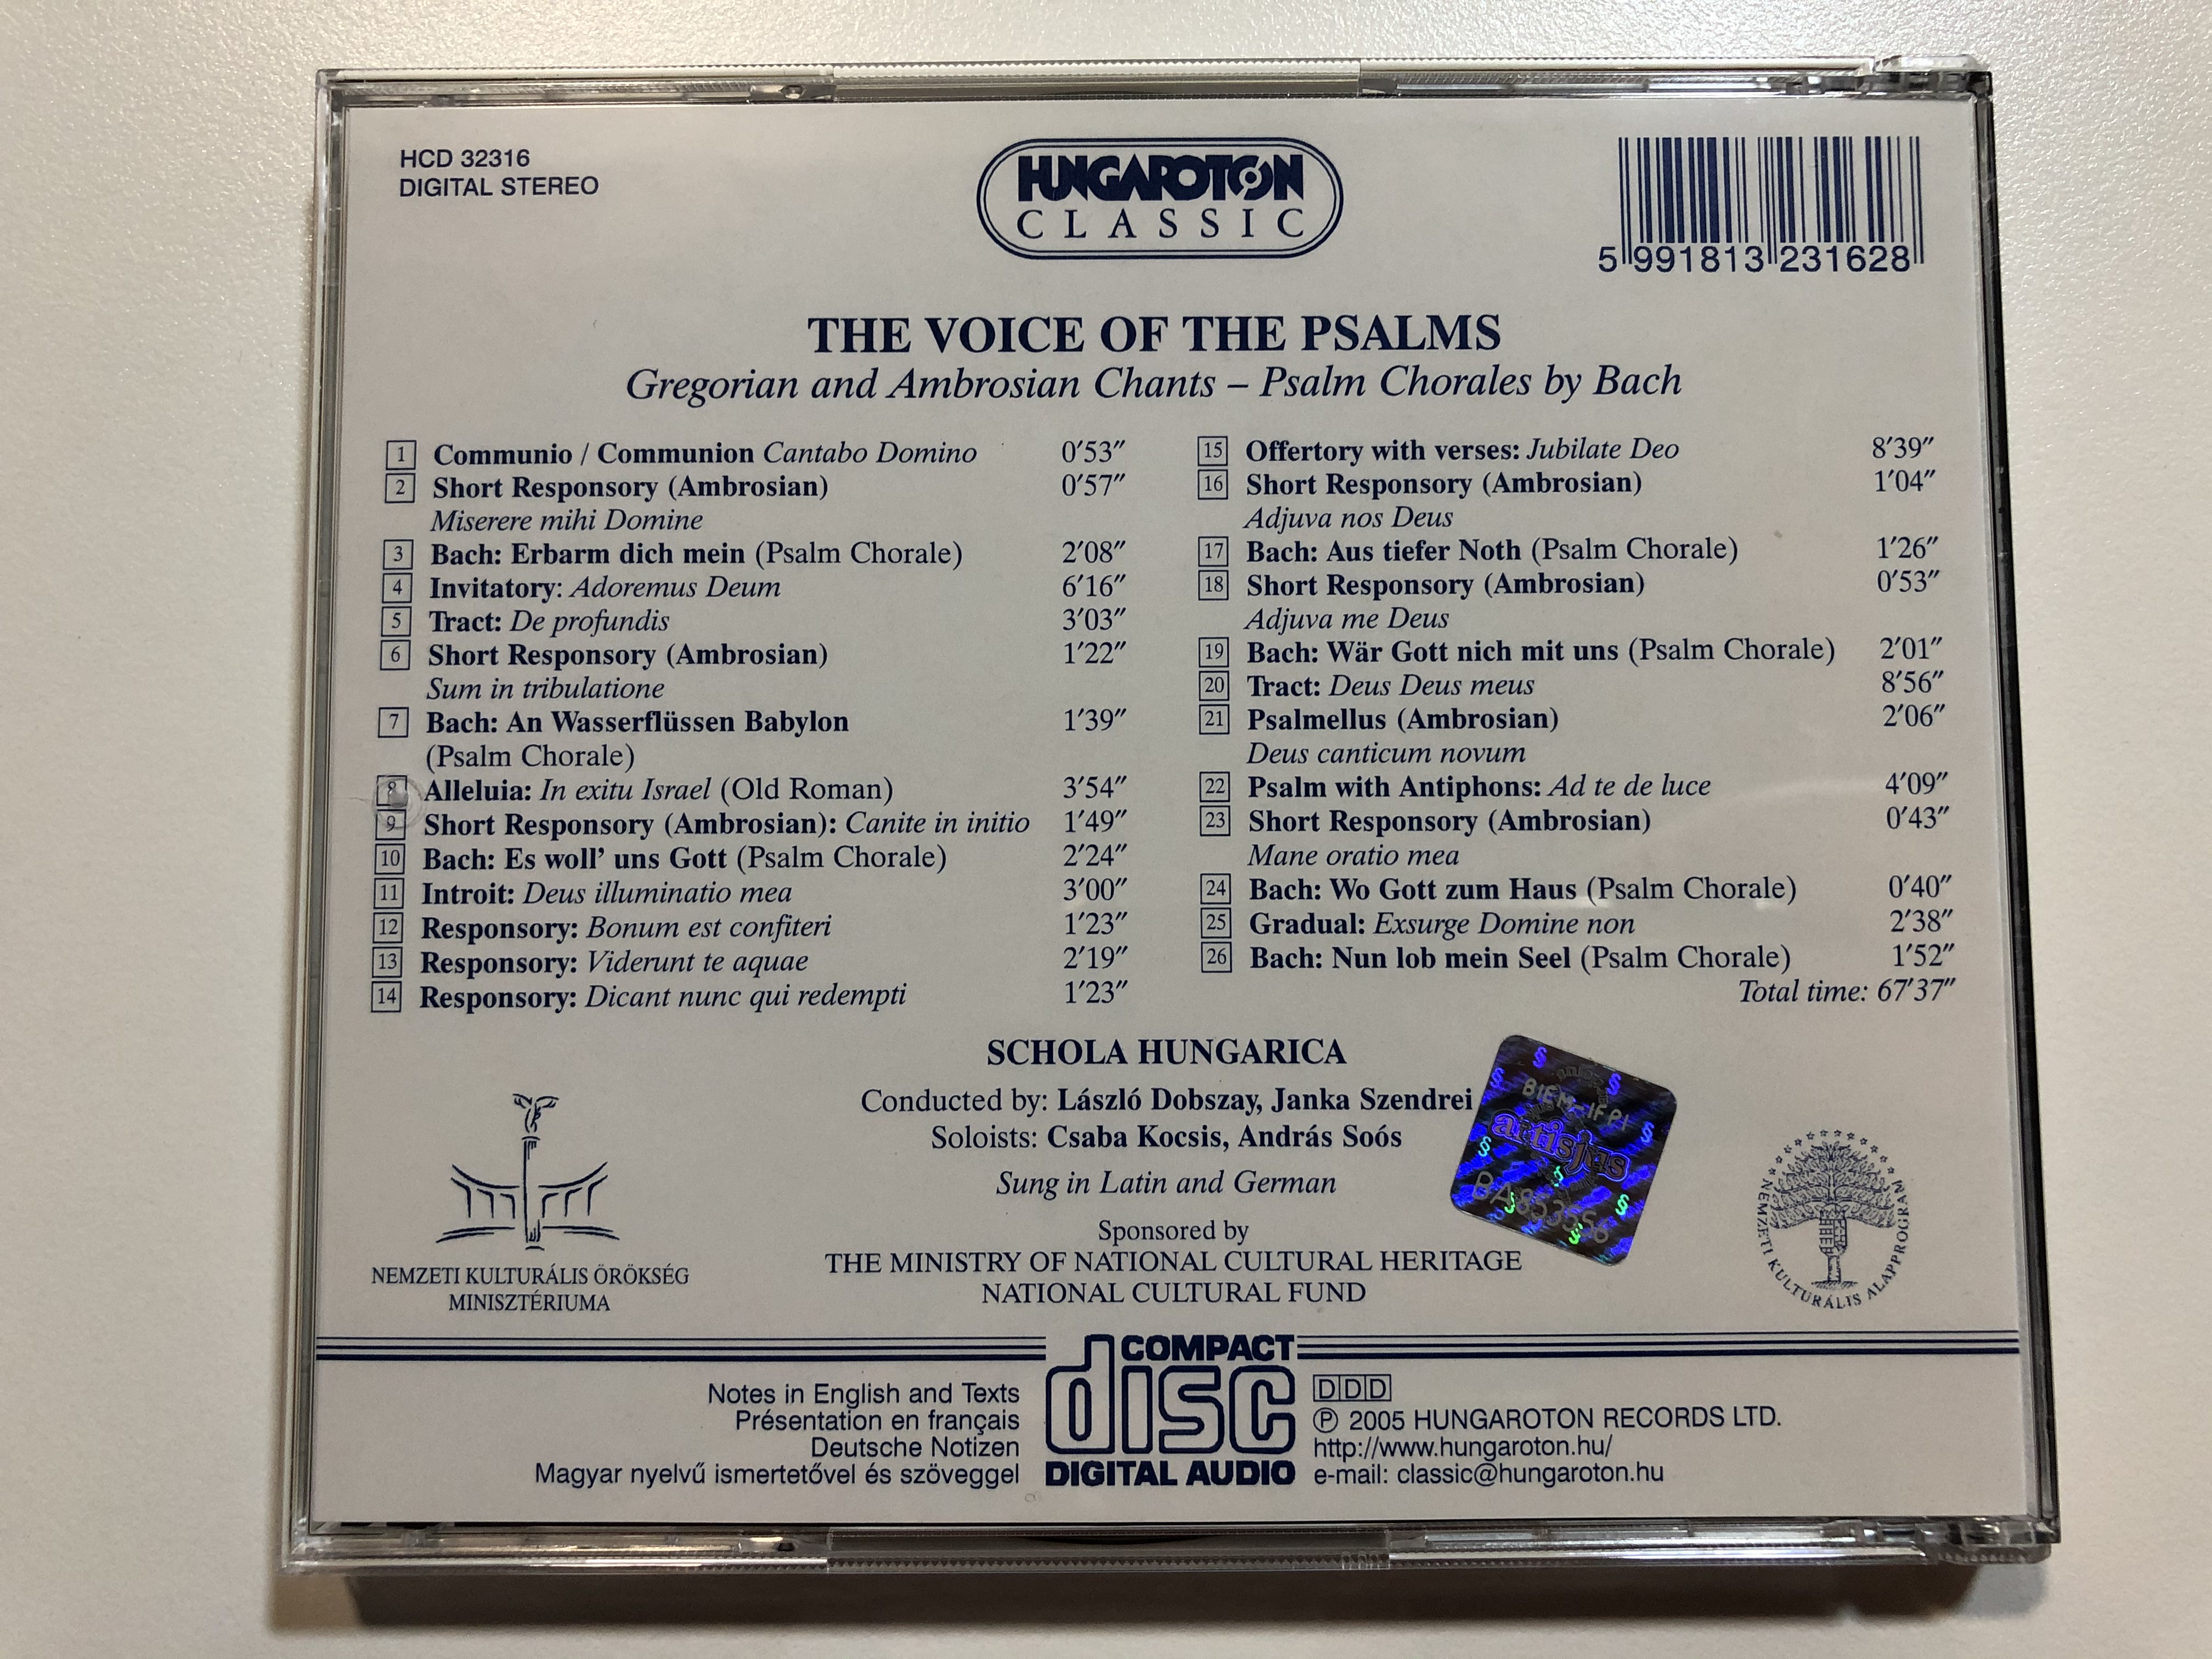 HCD 32316
DIGITAL STEREO
HUNGAROTON
CLASSIC
5 991813 231628
THE VOICE OF THE PSALMS
Gregorian and Ambrosian Chants – Psalm Chorales by Bach
1 Communio / Communion Cantabo Domino 0′53″
2 Short Responsory (Ambrosian) 0′57″
Miserere mihi Domine
3 Bach: Erbarm dich mein (Psalm Chorale) 2′08″
4 Invitatory: Adoremus Deum 6′16″
5 Tract: De profundis 3′03″
6 Short Responsory (Ambrosian) 1′22″
Sum in tribulatione
7 Bach: An Wasserflüssen Babylon 1′39″
(Psalm Chorale)
8 Alleluia: In exitu Israel (Old Roman) 3′54″
9 Short Responsory (Ambrosian): Canite in initio 1′49″
10 Bach: Es woll’ uns Gott (Psalm Chorale) 2′24″
11 Introit: Deus illuminatio mea 3′00″
12 Responsory: Bonum est confiteri 1′23″
13 Responsory: Viderunt te aquae 2′19″
14 Responsory: Dicant nunc qui redempti 1′23″
15 Offertory with verses: Jubilate Deo 8′39″
16 Short Responsory (Ambrosian) 1′04″
Adjuva nos Deus
17 Bach: Aus tiefer Noth (Psalm Chorale) 1′26″
18 Short Responsory (Ambrosian) 0′53″
Adjuva me Deus
19 Bach: Wär Gott nich mit uns (Psalm Chorale) 2′01″
20 Tract: Deus Deus meus 8′56″
21 Psalmellus (Ambrosian) 2′06″
Deus canticum novum
22 Psalm with Antiphons: Ad te de luce 4′09″
23 Short Responsory (Ambrosian) 0′43″
Mane oratio mea
24 Bach: Wo Gott zum Haus (Psalm Chorale) 0′40″
25 Gradual: Exsurge Domine non 2′38″
26 Bach: Nun lob mein Seel (Psalm Chorale) 1′52″
Total time: 67′37″
SCHOLA HUNGARICA
Conducted by: László Dobszay, Janka Szendrei
Soloists: Csaba Kocsis, András Soós
Sung in Latin and German
Sponsored by
THE MINISTRY OF NATIONAL CULTURAL HERITAGE
NATIONAL CULTURAL FUND
NEMZETI KULTURÁLIS ÖRÖKSÉG
MINISZTÉRIUMA
BIEM-IFPI
artisjus
BA853556
NEMZETI KULTURÁLIS ALAPPROGRAM
Notes in English and Texts
Présentation en français
Deutsche Notizen
Magyar nyelvű ismertetővel és szöveggel
COMPACT
disc
DIGITAL AUDIO
DDD
℗ 2005 HUNGAROTON RECORDS LTD.
http://www.hungaroton.hu/
e-mail: classic@hungaroton.hu